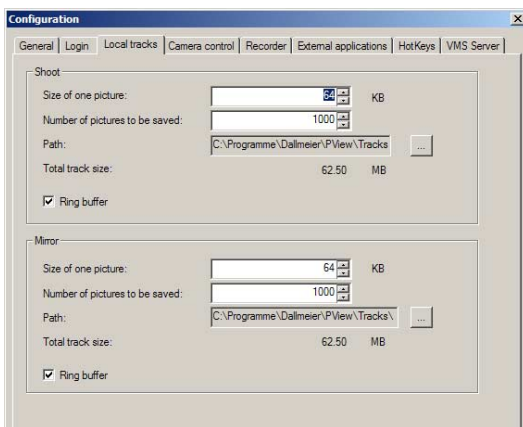 Configuration
General Login Local tracks Camera control Recorder External applications HotKeys VMS Server
Shoot
Size of one picture: 64 KB
Number of pictures to be saved: 1000
Path: C:\Programme\Dallmeier\PView\Tracks ...
Total track size: 62.50 MB
Ring buffer
Mirror
Size of one picture: 64 KB
Number of pictures to be saved: 1000
Path: C:\Programme\Dallmeier\PView\Tracks\ ...
Total track size: 62.50 MB
Ring buffer